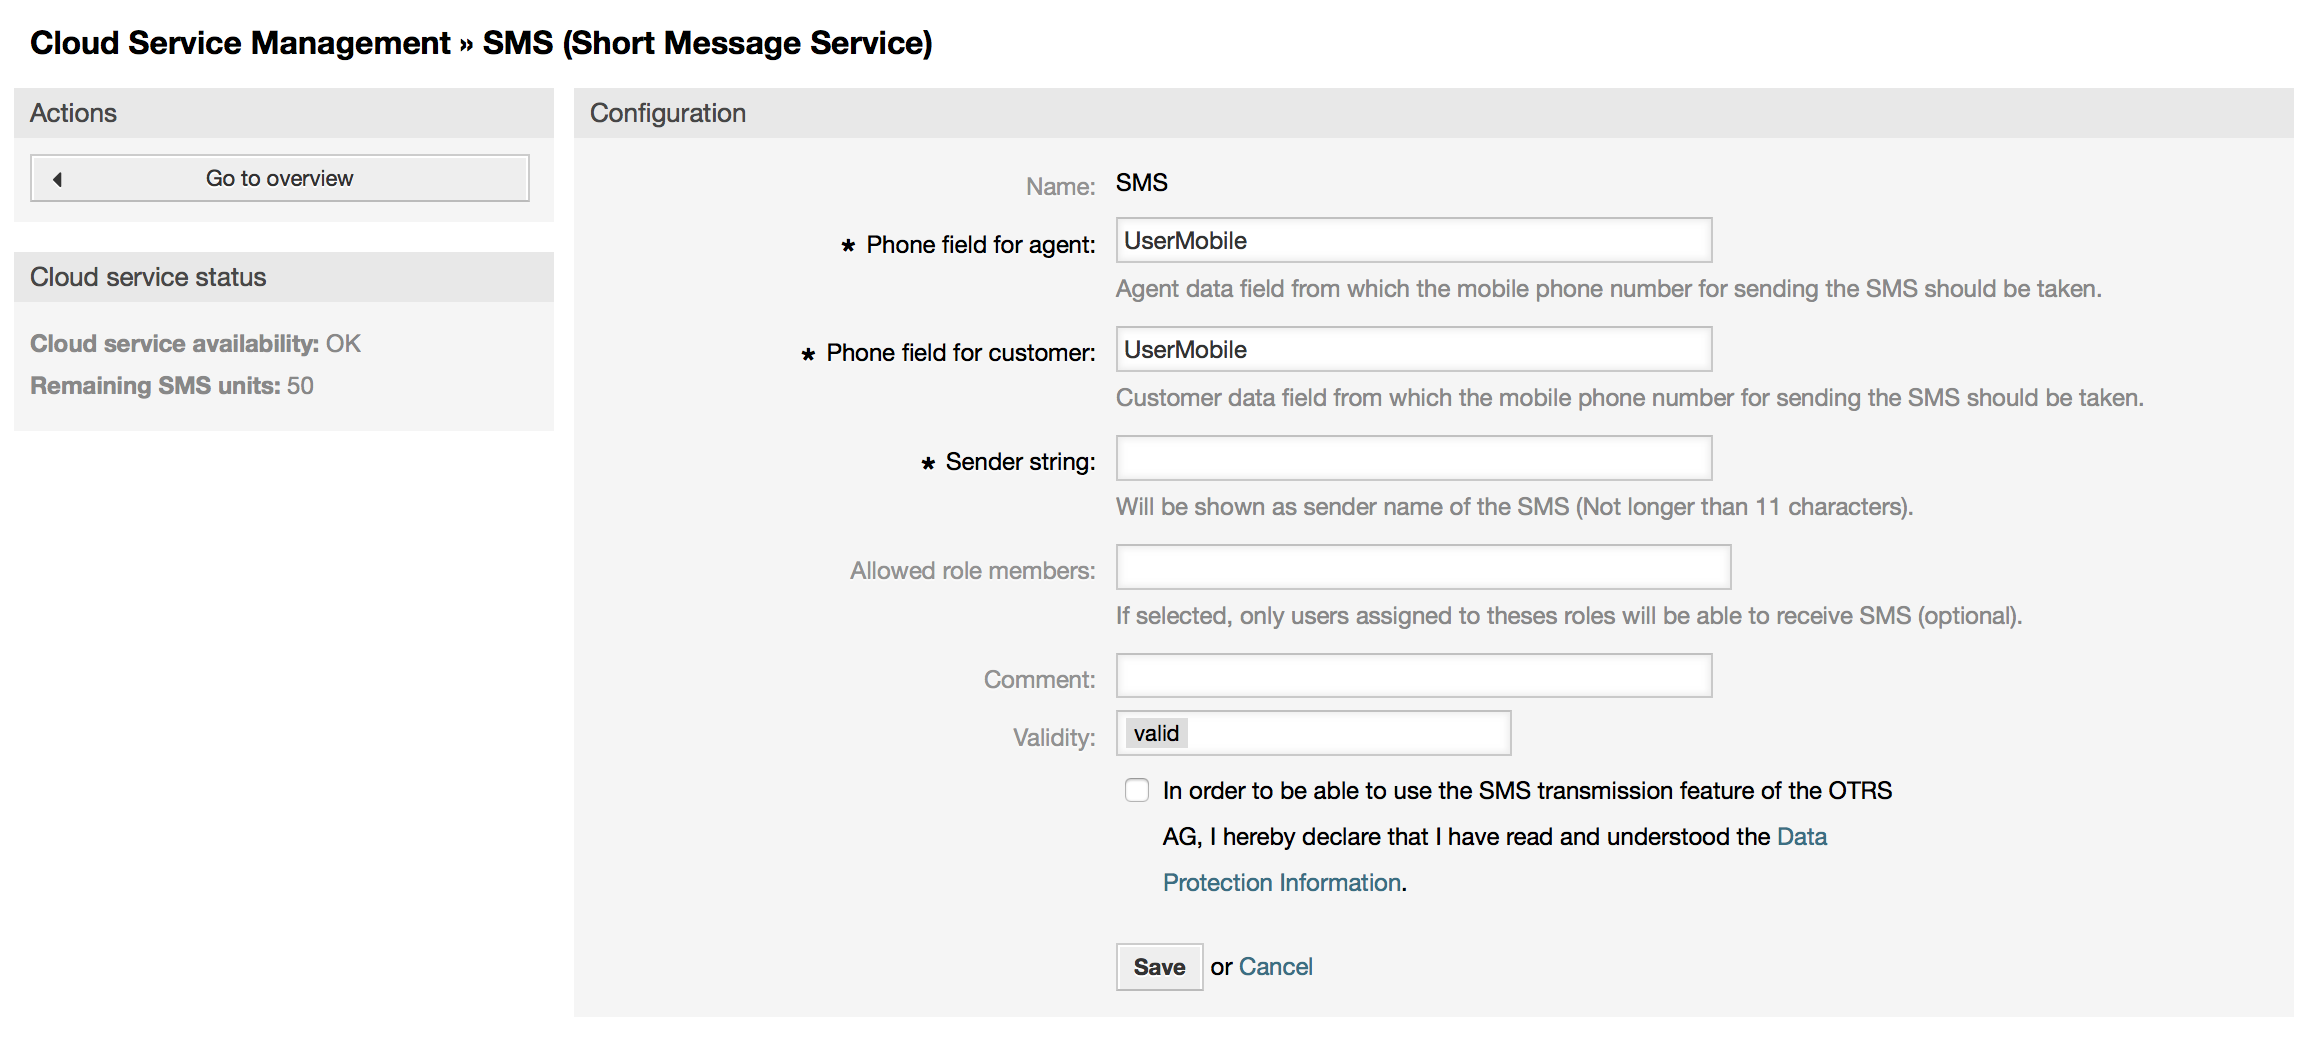 Cloud Service Management » SMS (Short Message Service)
Actions
Go to overview
Cloud service status
Cloud service availability: OK
Remaining SMS units: 50
Configuration
Name: SMS
* Phone field for agent: UserMobile
Agent data field from which the mobile phone number for sending the SMS should be taken.
* Phone field for customer: UserMobile
Customer data field from which the mobile phone number for sending the SMS should be taken.
* Sender string:
Will be shown as sender name of the SMS (Not longer than 11 characters).
Allowed role members:
If selected, only users assigned to theses roles will be able to receive SMS (optional).
Comment:
Validity: valid
In order to be able to use the SMS transmission feature of the OTRS
AG, I hereby declare that I have read and understood the Data
Protection Information.
Save or Cancel